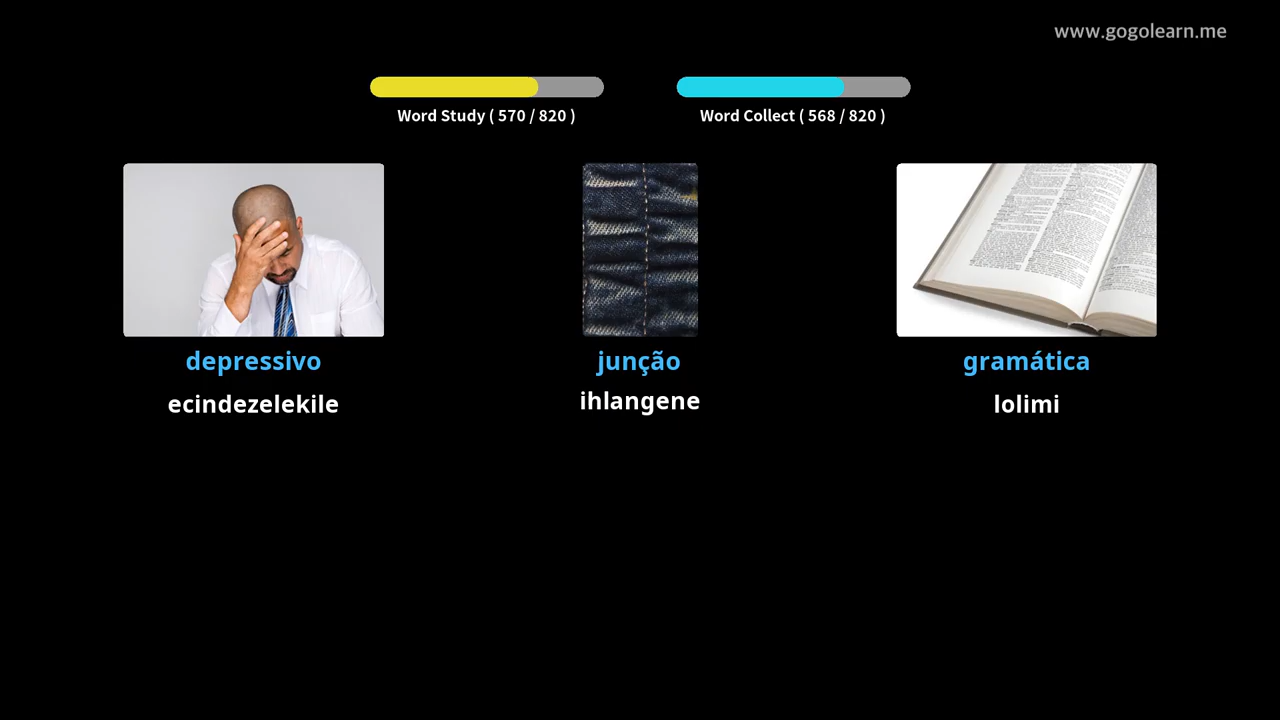 www.gogolearn.me
Word Study ( 570 / 820 )
Word Collect ( 568 / 820 )
depressivo
junção
gramática
ecindezelekile
ihlangene
lolimi